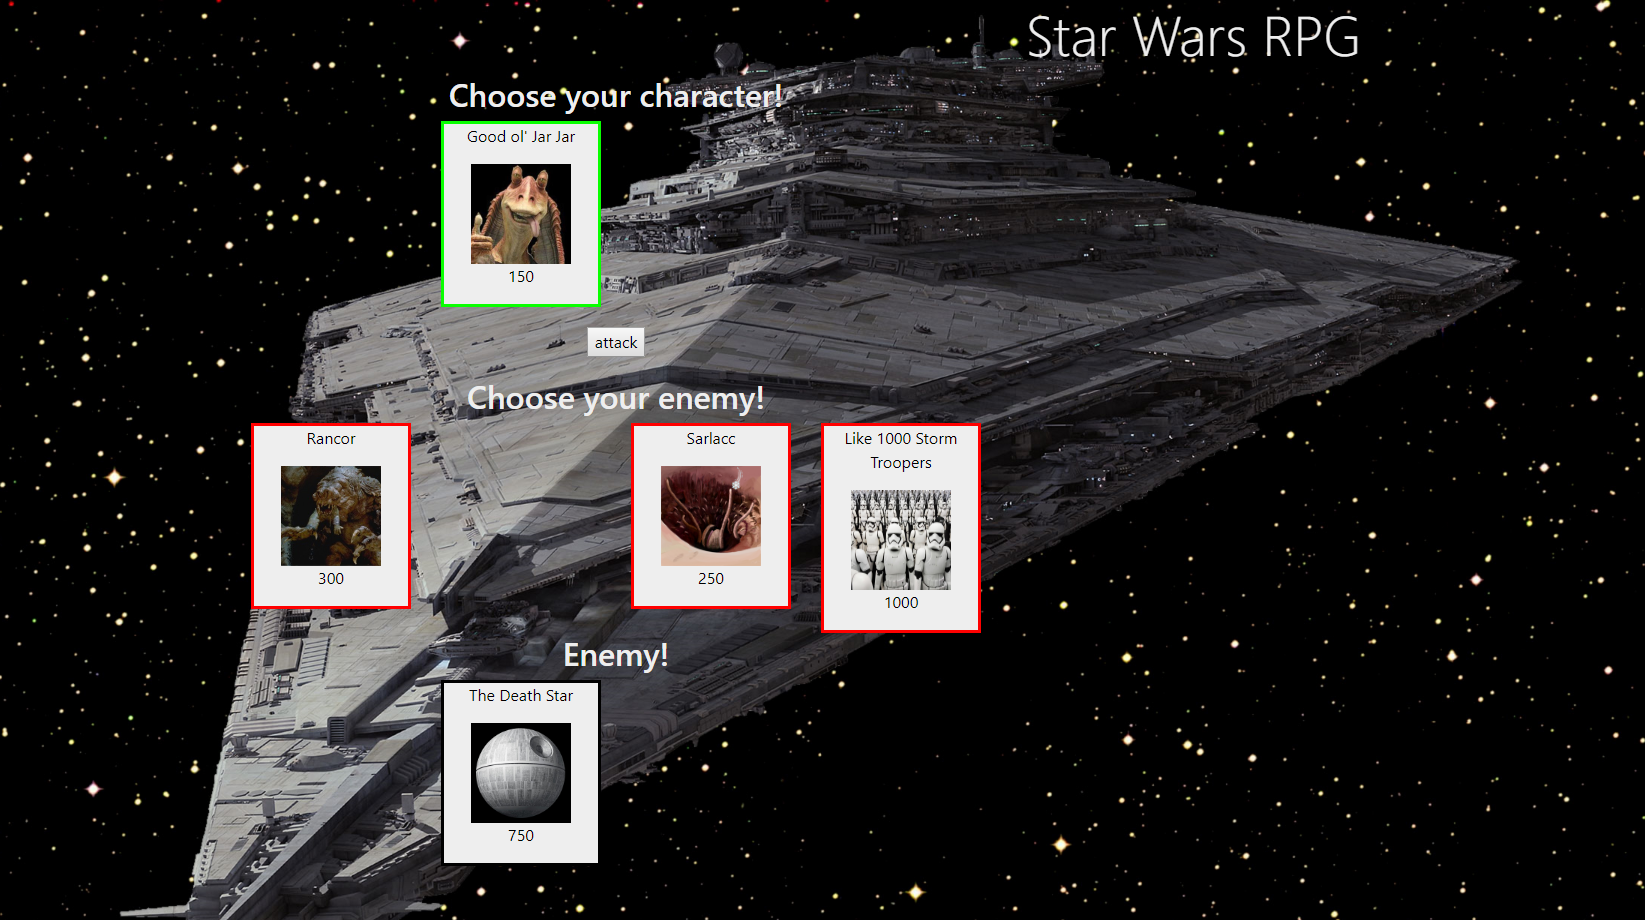 Star Wars RPG
Choose your character!
Good ol' Jar Jar
150
attack
Choose your enemy!
Rancor
300
Sarlacc
250
Like 1000 Storm
Troopers
1000
Enemy!
The Death Star
750